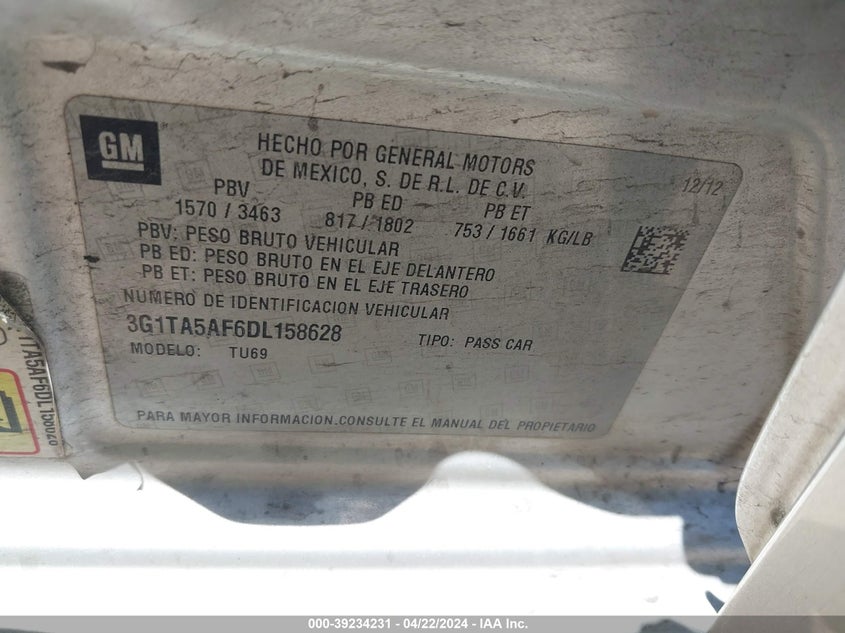 GM
HECHO POR GENERAL MOTORS
DE MEXICO, S. DE R.L. DE C.V.
12/12
PBV PB ED PB ET
1570 / 3463 817 / 1802 753 / 1661 KG/LB
PBV: PESO BRUTO VEHICULAR
PB ED: PESO BRUTO EN EL EJE DELANTERO
PB ET: PESO BRUTO EN EL EJE TRASERO
NUMERO DE IDENTIFICACION VEHICULAR
3G1TA5AF6DL158628 TIPO: PASS CAR
MODELO: TU69
PARA MAYOR INFORMACION.CONSULTE EL MANUAL DEL PROPIETARIO
000-39234231 - 04/22/2024 - IAA Inc.